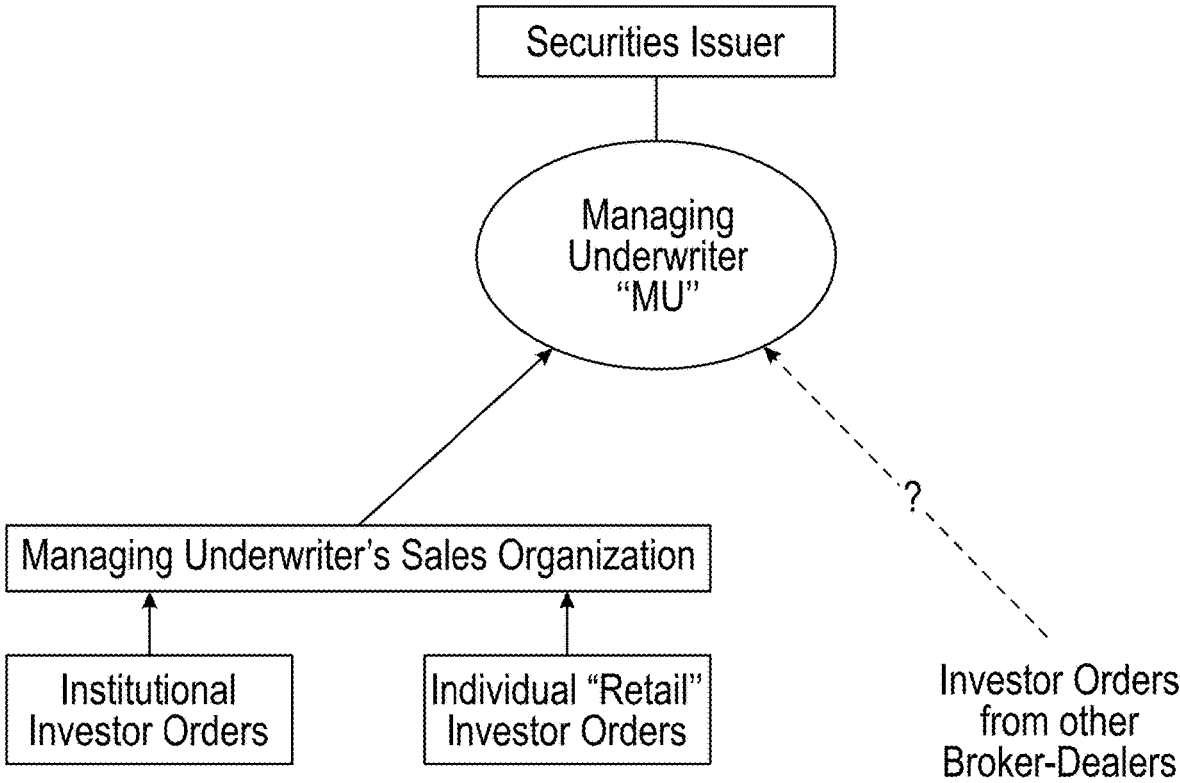 Securities Issuer
Managing
Underwriter
“MU”
?
Managing Underwriter’s Sales Organization
Institutional
Investor Orders
Individual “Retail”
Investor Orders
Investor Orders
from other
Broker-Dealers